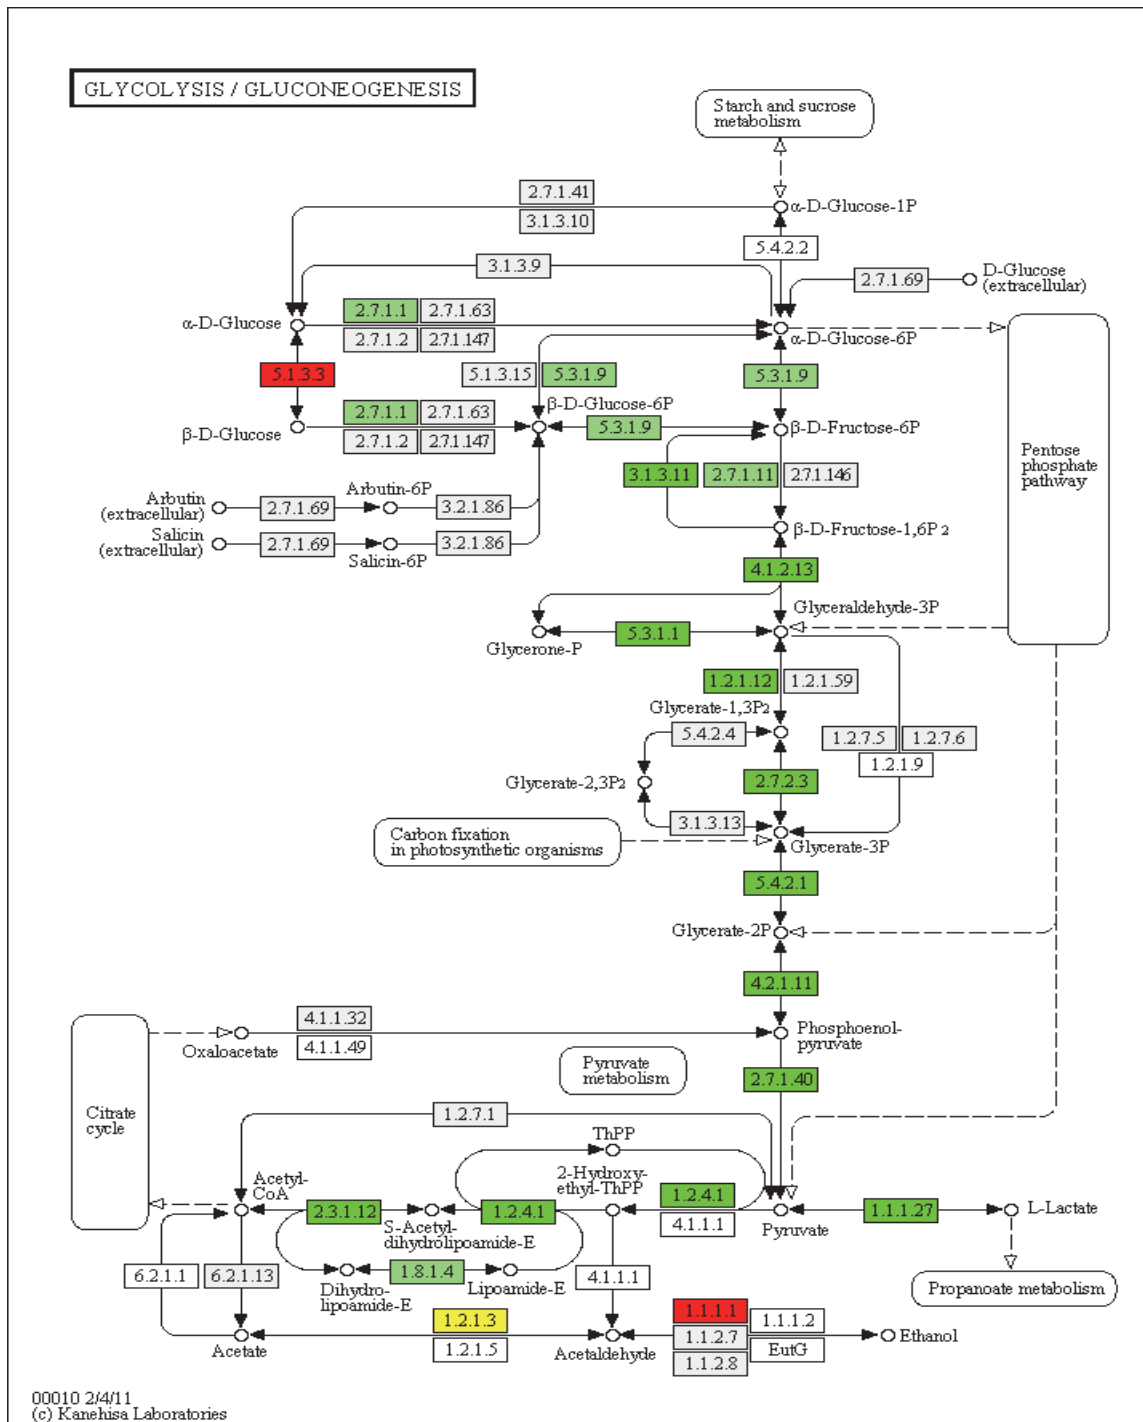 GLYCOLYSIS / GLUCONEOGENESIS
Starch and sucrose
metabolism
2.7.1.41
3.1.3.10
α-D-Glucose-1P
5.4.2.2
3.1.3.9
2.7.1.69
D-Glucose
(extracellular)
α-D-Glucose
2.7.1.1
2.7.1.63
2.7.1.2
2.7.1.147
α-D-Glucose-6P
5.1.3.3
5.1.3.15
5.3.1.9
5.3.1.9
β-D-Glucose
2.7.1.1
2.7.1.63
2.7.1.2
2.7.1.147
β-D-Glucose-6P
5.3.1.9
β-D-Fructose-6P
Pentose
phosphate
pathway
3.1.3.11
2.7.1.11
2.7.1.146
Arbutin
(extracellular)
2.7.1.69
Arbutin-6P
3.2.1.86
Salicin
(extracellular)
2.7.1.69
Salicin-6P
3.2.1.86
β-D-Fructose-1,6P2
4.1.2.13
Glyceraldehyde-3P
Glycerone-P
5.3.1.1
1.2.1.12
1.2.1.59
Glycerate-1,3P2
5.4.2.4
1.2.7.5
1.2.7.6
1.2.1.9
Glycerate-2,3P2
2.7.2.3
3.1.3.13
Carbon fixation
in photosynthetic organisms
Glycerate-3P
5.4.2.1
Glycerate-2P
4.2.1.11
4.1.1.32
4.1.1.49
Oxaloacetate
Phosphoenol-
pyruvate
Pyruvate
metabolism
2.7.1.40
Citrate
cycle
1.2.7.1
ThPP
Acetyl-
CoA
2-Hydroxy-
ethyl-ThPP
2.3.1.12
S-Acetyl-
dihydrolipoamide-E
1.2.4.1
1.2.4.1
4.1.1.1
Pyruvate
1.1.1.27
L-Lactate
6.2.1.1
6.2.1.13
Dihydro-
lipoamide-E
1.8.1.4
Lipoamide-E
4.1.1.1
Propanoate metabolism
Acetate
1.2.1.3
1.2.1.5
Acetaldehyde
1.1.1.1
1.1.1.2
1.1.2.7
EutG
1.1.2.8
Ethanol
00010 2/4/11
(c) Kanehisa Laboratories